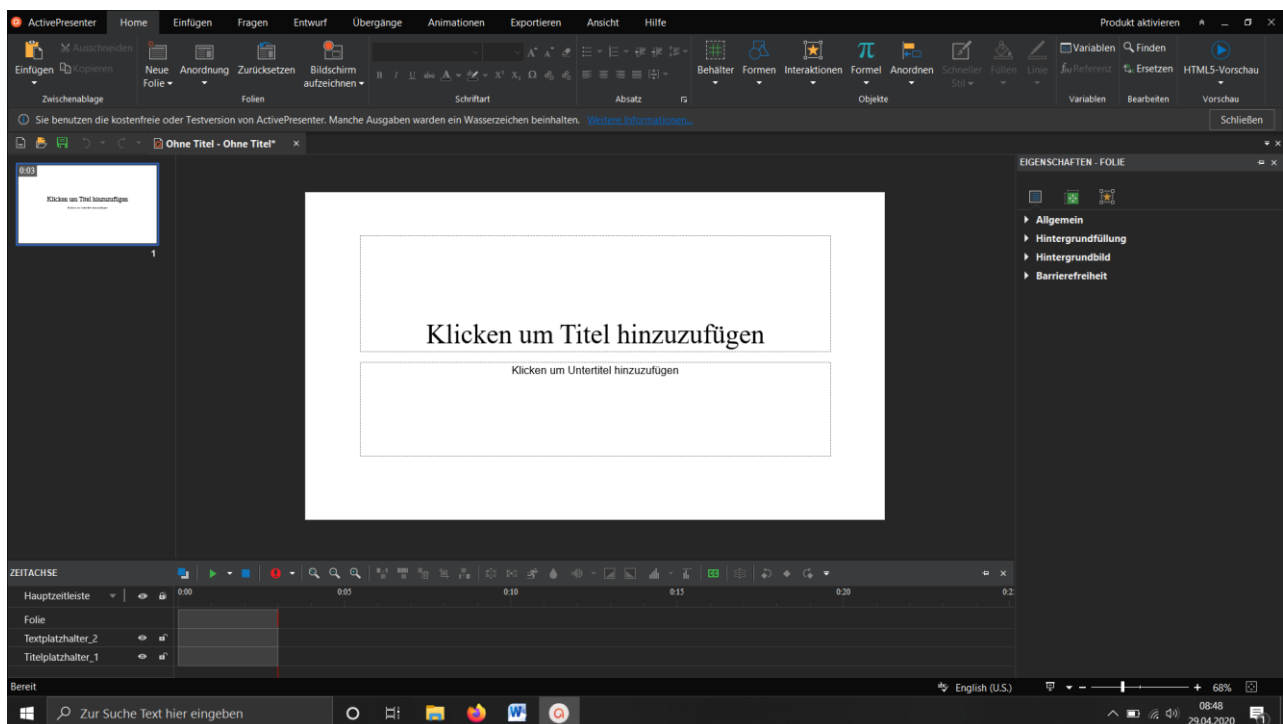 ActivePresenter Home Einfügen Fragen Entwurf Übergänge Animationen Exportieren Ansicht Hilfe Produkt aktivieren
Ausschneiden
Einfügen Kopieren Neue Folie Anordnung Zurücksetzen Bildschirm aufzeichnen
Behälter Formen Interaktionen Formel Anordnen Schneller Stil Füllen Linie
Variablen Finden
Referenz Ersetzen HTML5-Vorschau
Zwischenablage Folien Schriftart Absatz Objekte Variablen Bearbeiten Vorschau
Sie benutzen die kostenfreie oder Testversion von ActivePresenter. Manche Ausgaben warden ein Wasserzeichen beinhalten. Weitere Informationen... Schließen
Ohne Titel - Ohne Titel*
EIGENSCHAFTEN - FOLIE
0:03
Klicken um Titel hinzuzufügen
1
Allgemein
Hintergrundfüllung
Hintergrundbild
Barrierefreiheit
Klicken um Titel hinzuzufügen
Klicken um Untertitel hinzuzufügen
ZEITACHSE
Hauptzeitleiste 0:00 0:05 0:10 0:15 0:20
Folie
Textplatzhalter_2
Titelplatzhalter_1
Bereit English (U.S.) 68%
Zur Suche Text hier eingeben 08:48
29.04.2020